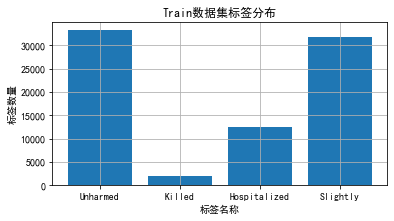 Train数据集标签分布
标签数量
30000
25000
20000
15000
10000
5000
0
Unharmed
Killed
Hospitalized
Slightly
标签名称